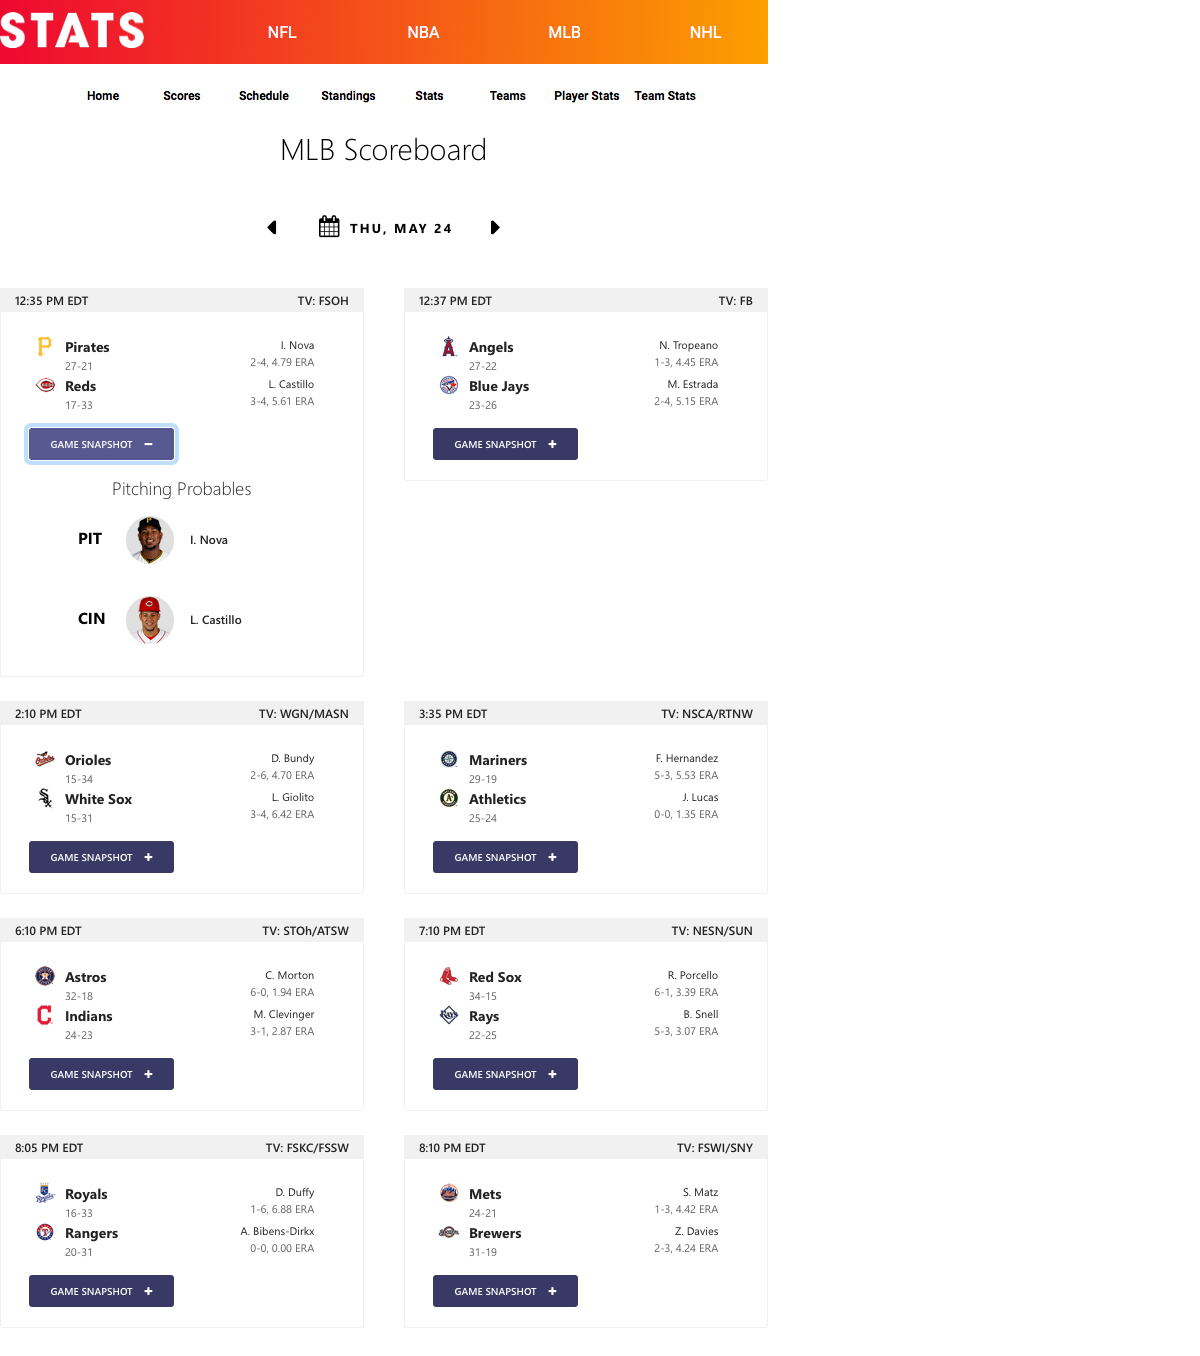 STATS
NFL NBA MLB NHL
Home Scores Schedule Standings Stats Teams Player Stats Team Stats
MLB Scoreboard
THU, MAY 24
12:35 PM EDT TV: FSOH
Pirates I. Nova
27-21 2-4, 4.79 ERA
Reds L. Castillo
17-33 3-4, 5.61 ERA
GAME SNAPSHOT
Pitching Probables
PIT I. Nova
CIN L. Castillo
12:37 PM EDT TV: FB
Angels N. Tropeano
27-22 1-3, 4.45 ERA
Blue Jays M. Estrada
23-26 2-4, 5.15 ERA
GAME SNAPSHOT +
2:10 PM EDT TV: WGN/MASN
Orioles D. Bundy
15-34 2-6, 4.70 ERA
White Sox L. Giolito
15-31 3-4, 6.42 ERA
GAME SNAPSHOT +
3:35 PM EDT TV: NSCA/RTNW
Mariners F. Hernandez
29-19 5-3, 5.53 ERA
Athletics J. Lucas
25-24 0-0, 1.35 ERA
GAME SNAPSHOT +
6:10 PM EDT TV: STOh/ATSW
Astros C. Morton
32-18 6-0, 1.94 ERA
Indians M. Clevinger
24-23 3-1, 2.87 ERA
GAME SNAPSHOT +
7:10 PM EDT TV: NESN/SUN
Red Sox R. Porcello
34-15 6-1, 3.39 ERA
Rays B. Snell
22-25 5-3, 3.07 ERA
GAME SNAPSHOT +
8:05 PM EDT TV: FSKC/FSSW
Royals D. Duffy
16-33 1-6, 6.88 ERA
Rangers A. Bibens-Dirkx
20-31 0-0, 0.00 ERA
GAME SNAPSHOT +
8:10 PM EDT TV: FSWI/SNY
Mets S. Matz
24-21 1-3, 4.42 ERA
Brewers Z. Davies
31-19 2-3, 4.24 ERA
GAME SNAPSHOT +